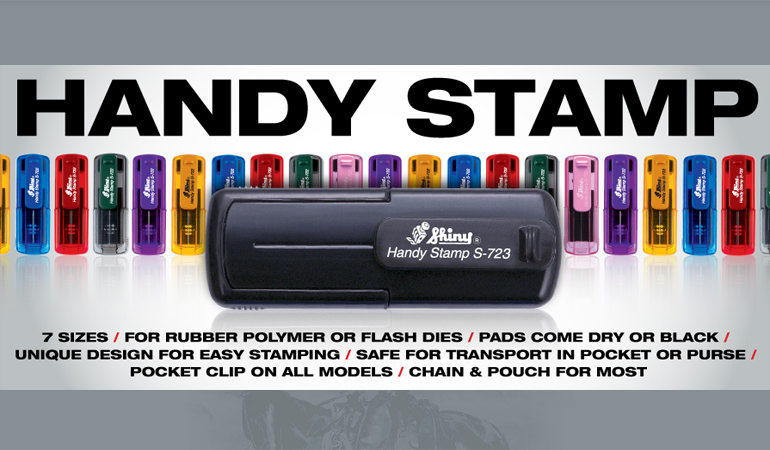 HANDY STAMP
Shiny®
Handy Stamp S-723
7 SIZES / FOR RUBBER POLYMER OR FLASH DIES / PADS COME DRY OR BLACK /
UNIQUE DESIGN FOR EASY STAMPING / SAFE FOR TRANSPORT IN POCKET OR PURSE /
POCKET CLIP ON ALL MODELS / CHAIN & POUCH FOR MOST